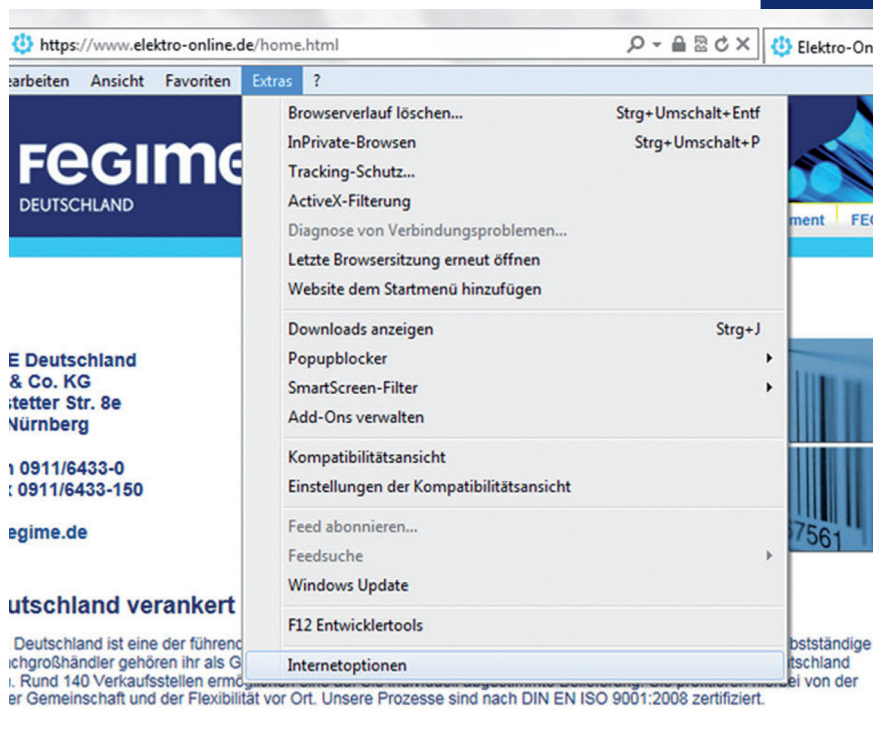 https://www.elektro-online.de/home.html
Elektro-On
earbeiten Ansicht Favoriten Extras ?
FEGIME
DEUTSCHLAND
Browserverlauf löschen... Strg+Umschalt+Entf
InPrivate-Browsen Strg+Umschalt+P
Tracking-Schutz...
ActiveX-Filterung
Diagnose von Verbindungsproblemen...
Letzte Browsersitzung erneut öffnen
Website dem Startmenü hinzufügen
Downloads anzeigen Strg+J
Popupblocker
SmartScreen-Filter
Add-Ons verwalten
Kompatibilitätsansicht
Einstellungen der Kompatibilitätsansicht
Feed abonnieren...
Feedsuche
Windows Update
F12 Entwicklertools
Internetoptionen
ment FEG
E Deutschland
& Co. KG
stetter Str. 8e
Nürnberg
n 0911/6433-0
x 0911/6433-150
egime.de
7561
utschland verankert
Deutschland ist eine der führend bstständige
chgroßhändler gehören ihr als G tschland
. Rund 140 Verkaufsstellen ei von der
er Gemeinschaft und der Flexibilität vor Ort. Unsere Prozesse sind nach DIN EN ISO 9001:2008 zertifiziert.